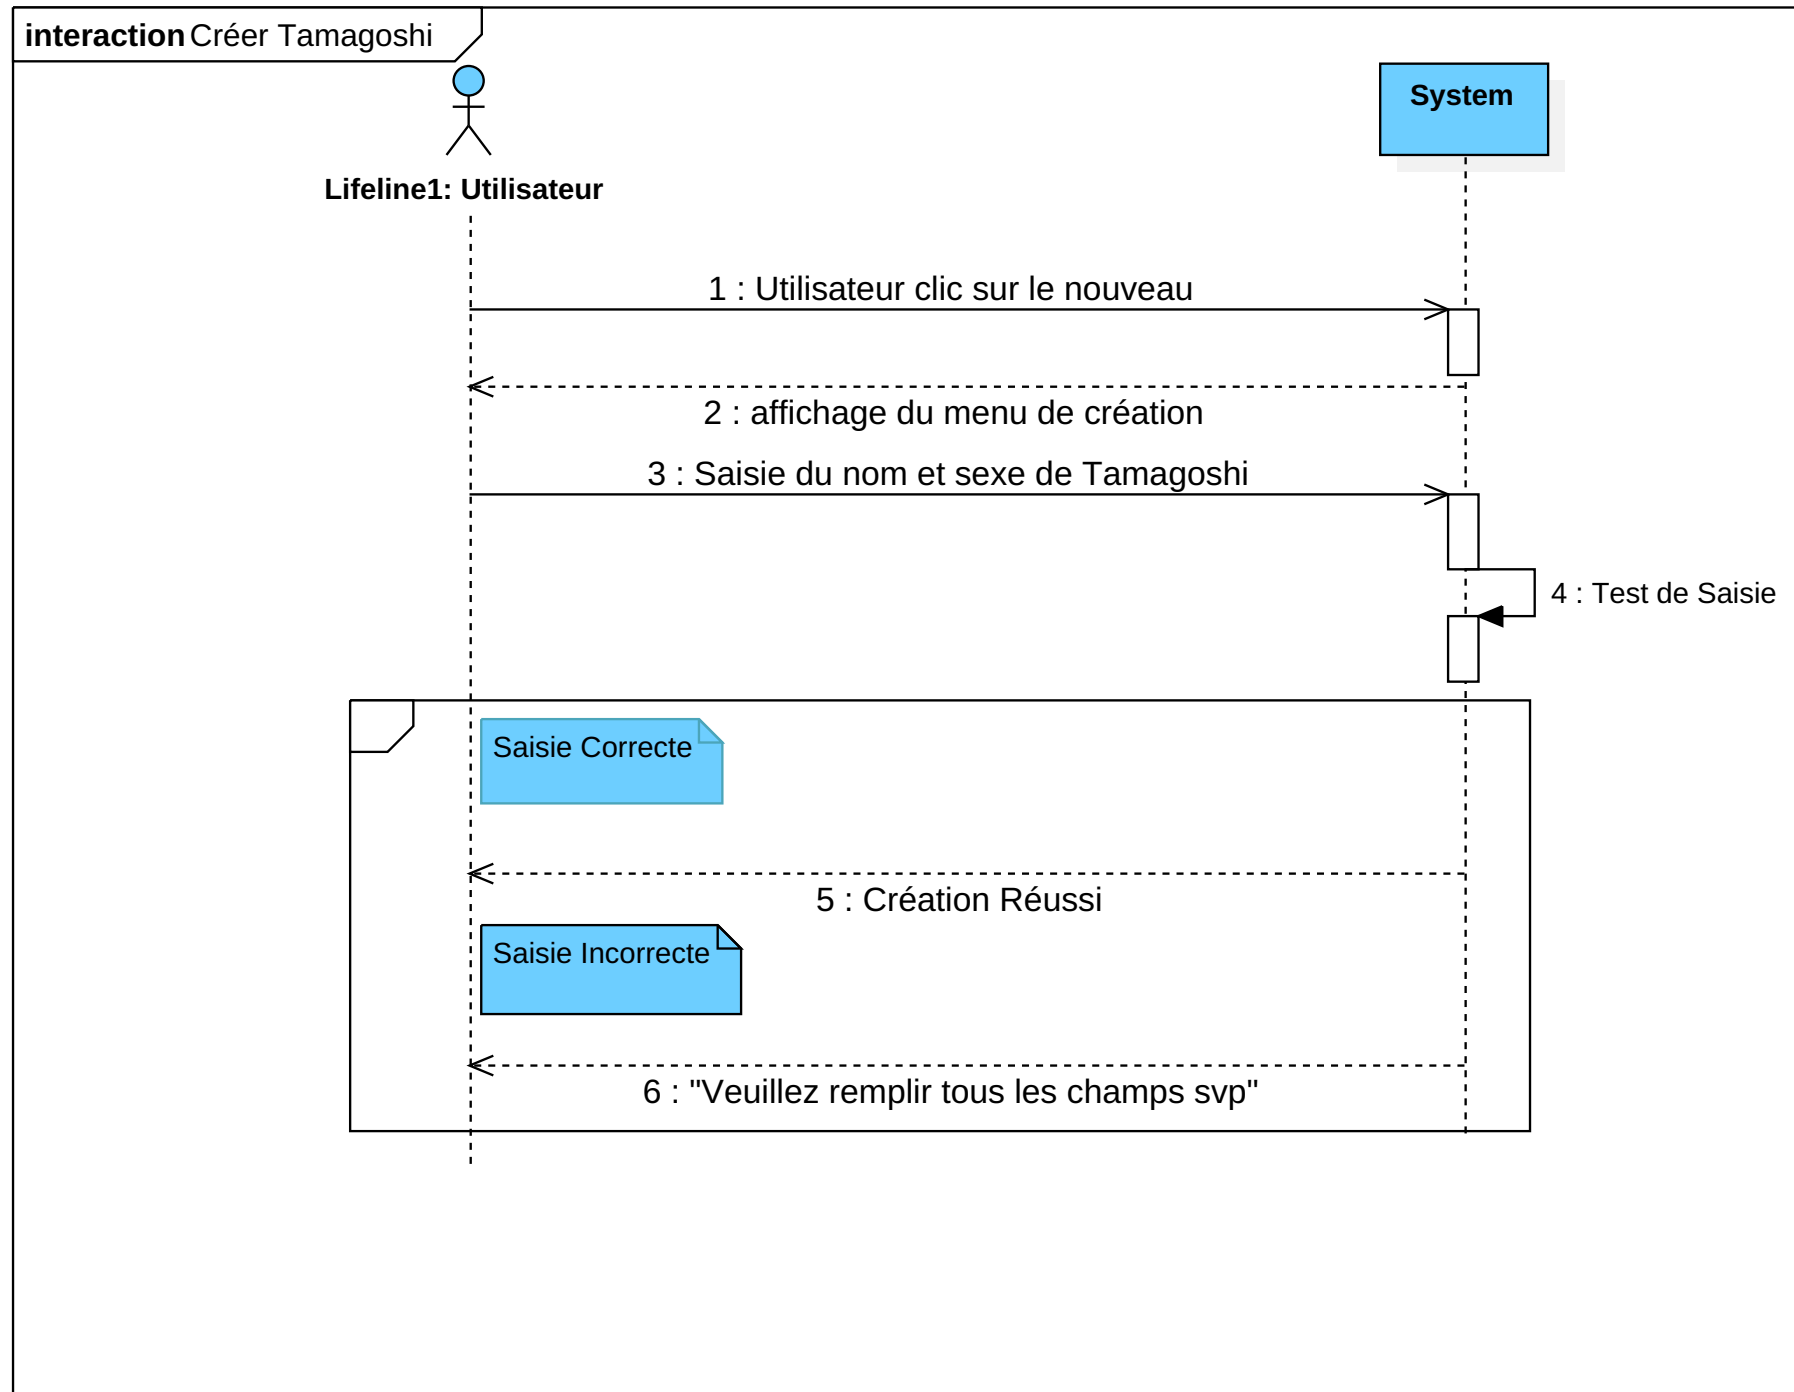 interaction Créer Tamagoshi
System
Lifeline1: Utilisateur
1 : Utilisateur clic sur le nouveau
2 : affichage du menu de création
3 : Saisie du nom et sexe de Tamagoshi
4 : Test de Saisie
Saisie Correcte
5 : Création Réussi
Saisie Incorrecte
6 : "Veuillez remplir tous les champs svp"